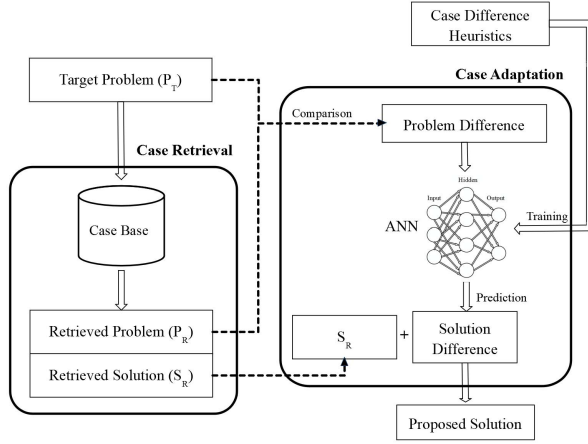 Case Difference
Heuristics
Target Problem (P_T)
Case Adaptation
Comparison
Problem Difference
Case Retrieval
Hidden
Input
Output
Case Base
ANN
Training
Prediction
Retrieved Problem (P_R)
S_R
+
Solution
Difference
Retrieved Solution (S_R)
Proposed Solution